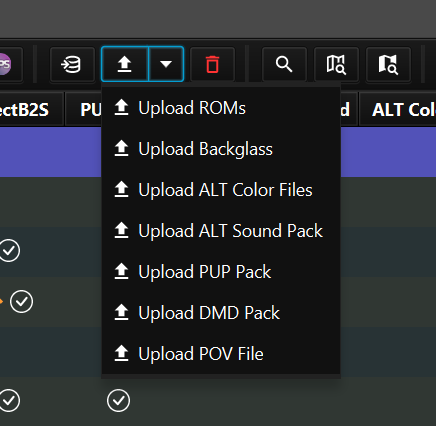 PS
ectB2S PU d ALT Col
Upload ROMs
Upload Backglass
Upload ALT Color Files
Upload ALT Sound Pack
Upload PUP Pack
Upload DMD Pack
Upload POV File